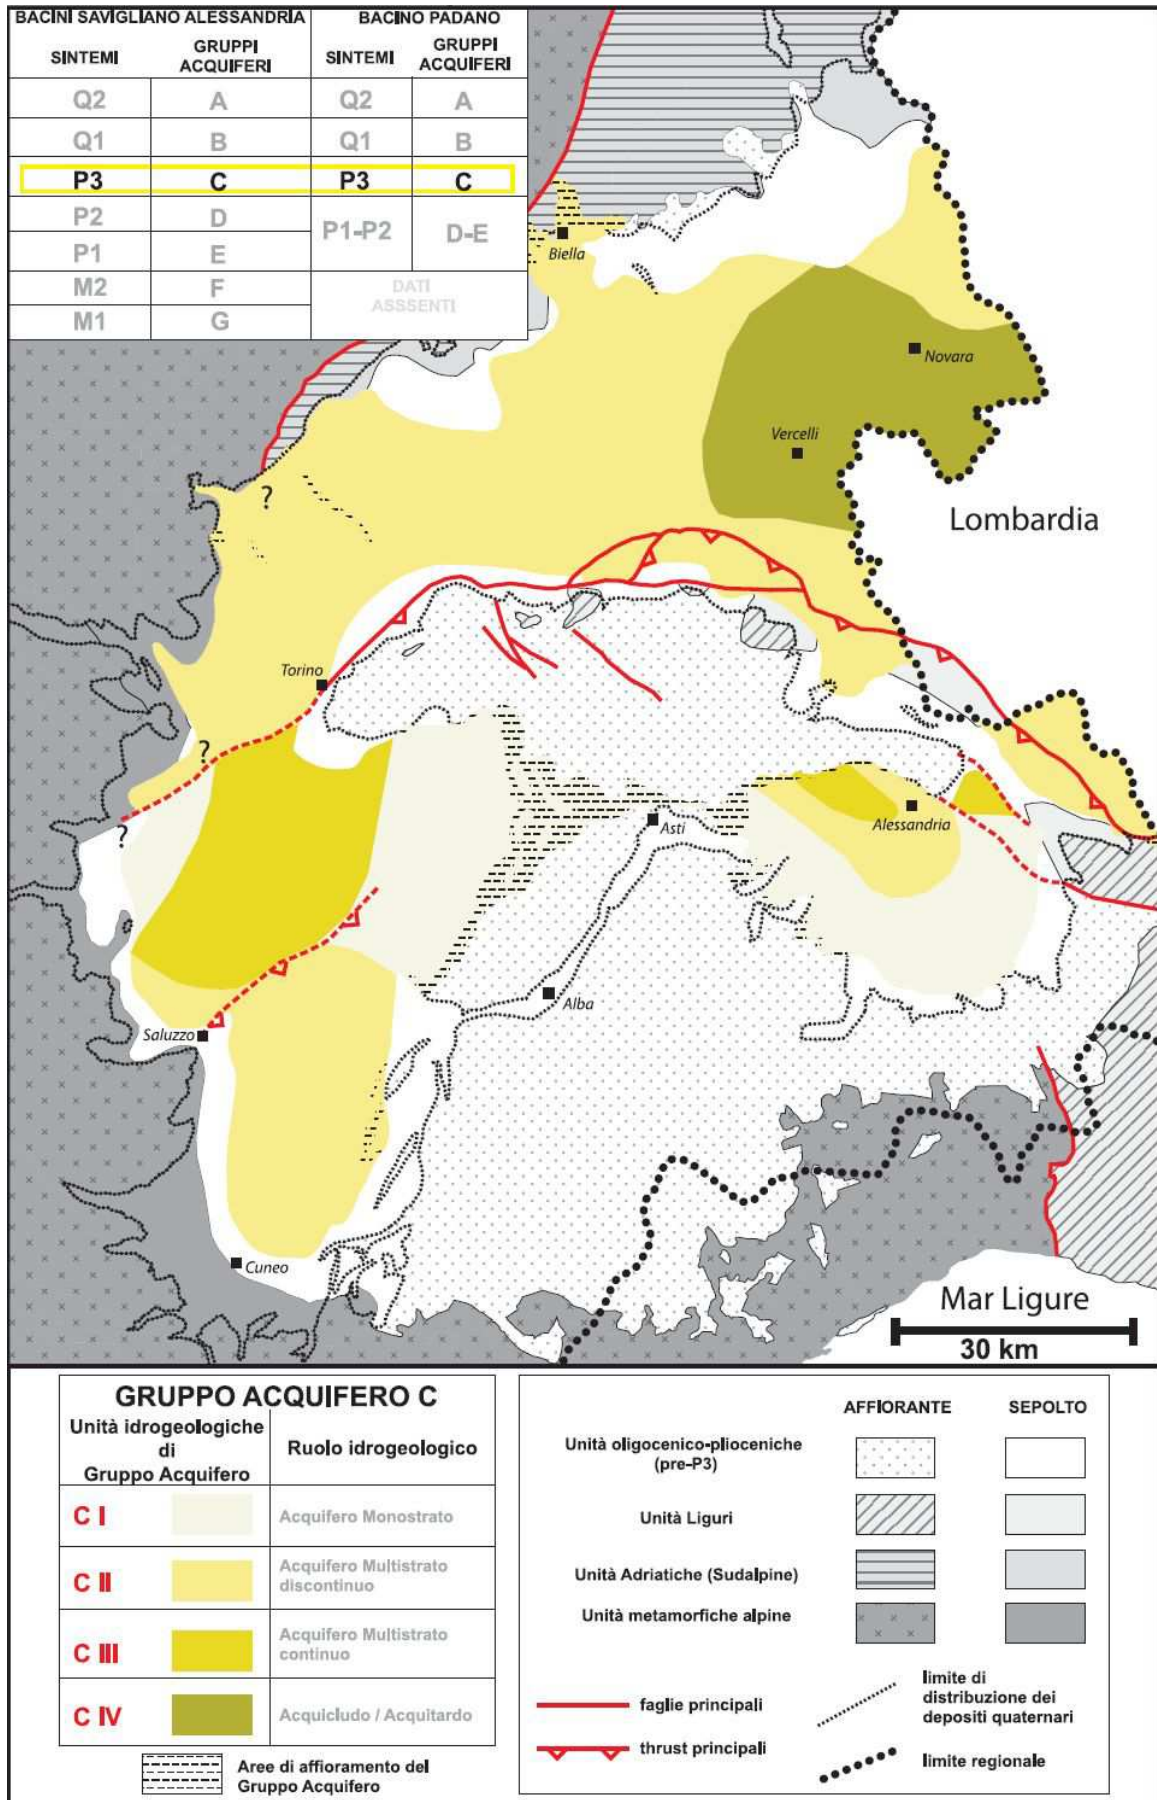 BACINI SAVIGLIANO ALESSANDRIA
BACINO PADANO
SINTEMI
GRUPPI
ACQUIFERI
SINTEMI
GRUPPI
ACQUIFERI
Q2 A Q2 A
Q1 B Q1 B
P3 C P3 C
P2 D
P1-P2 D-E
P1 E
M2 F
DATI
ASSSENTI
M1 G
Biella
Novara
Vercelli
?
Lombardia
Torino
?
?
Alessandria
Asti
Alba
Saluzzo
Cuneo
Mar Ligure
30 km
GRUPPO ACQUIFERO C
Unità idrogeologiche
di
Gruppo Acquifero
Ruolo idrogeologico
C I
Acquifero Monostrato
C II
Acquifero Multistrato
discontinuo
C III
Acquifero Multistrato
continuo
C IV
Acquicludo / Acquitardo
Aree di affioramento del
Gruppo Acquifero
AFFIORANTE SEPOLTO
Unità oligocenico-plioceniche
(pre-P3)
Unità Liguri
Unità Adriatiche (Sudalpine)
Unità metamorfiche alpine
faglie principali
thrust principali
limite di
distribuzione dei
depositi quaternari
limite regionale